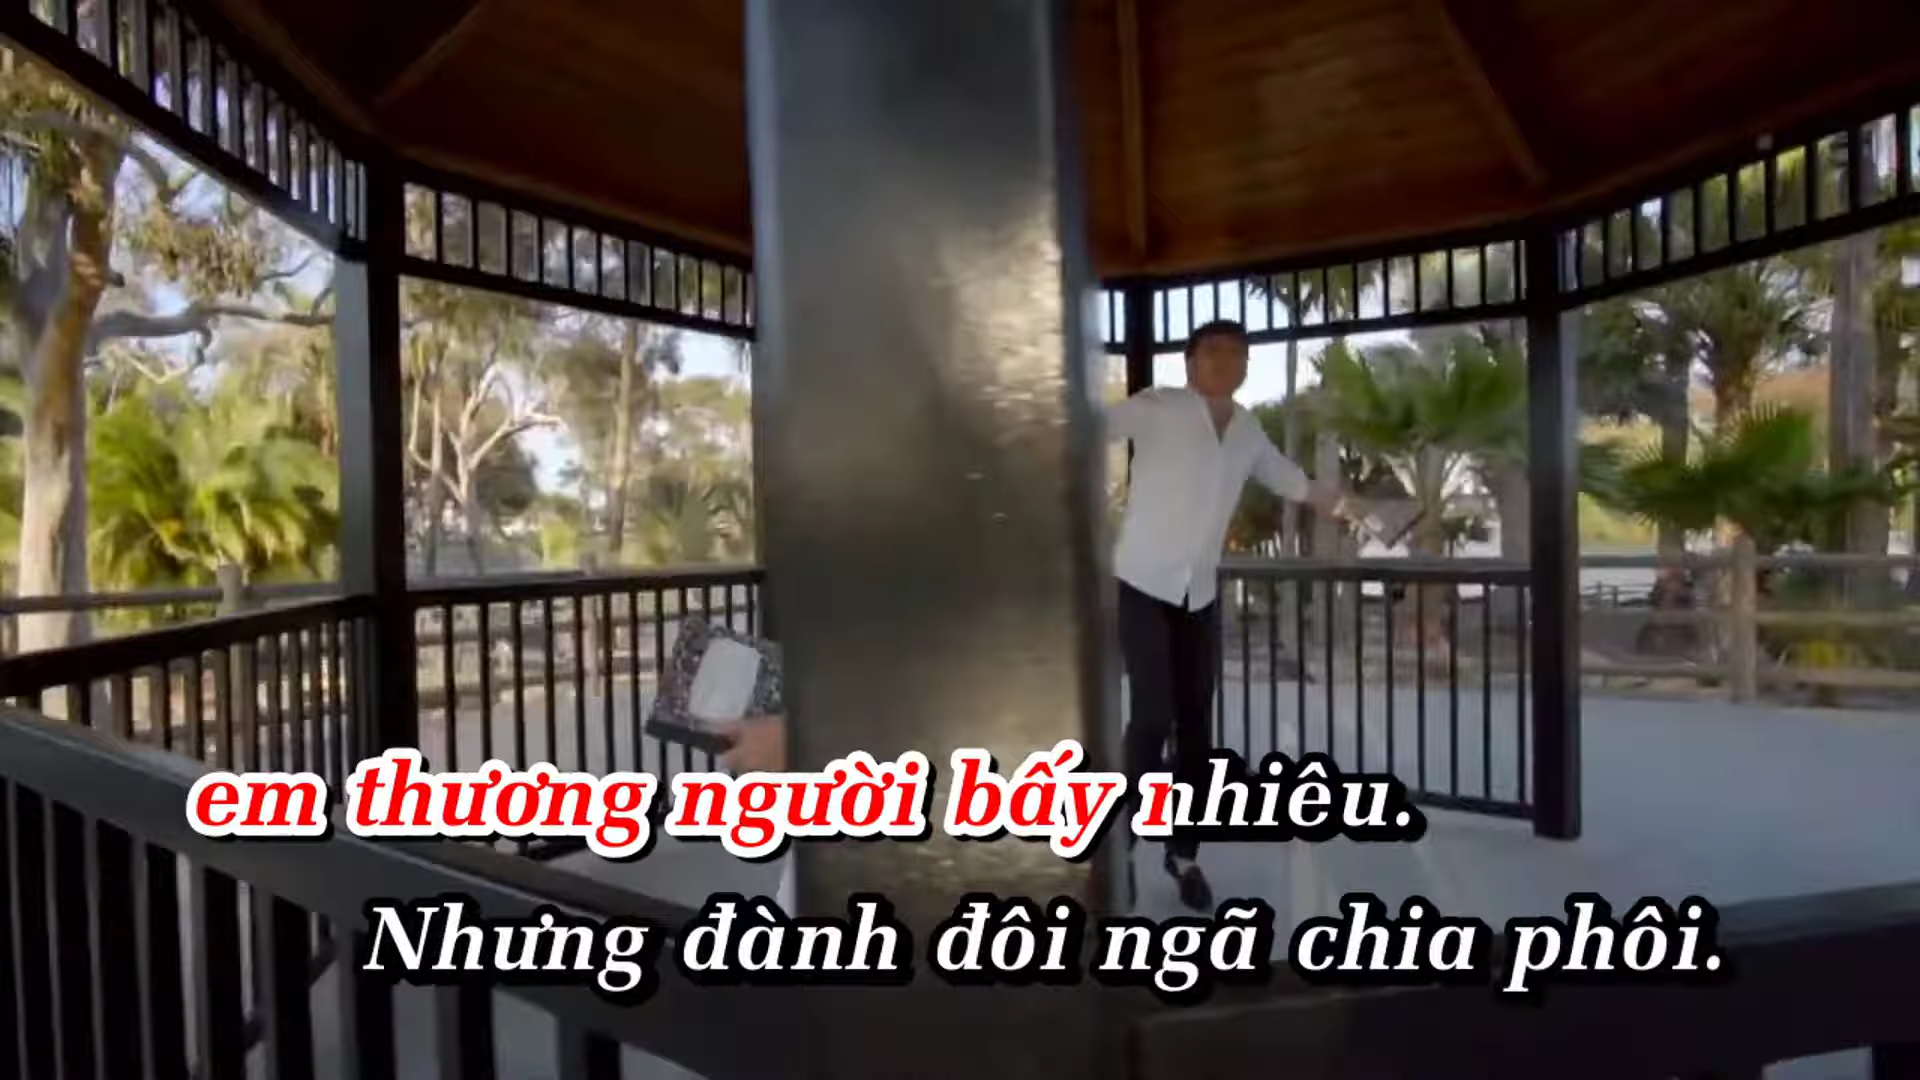 em thương người bấy nhiêu.
Nhưng đành đôi ngã chia phôi.